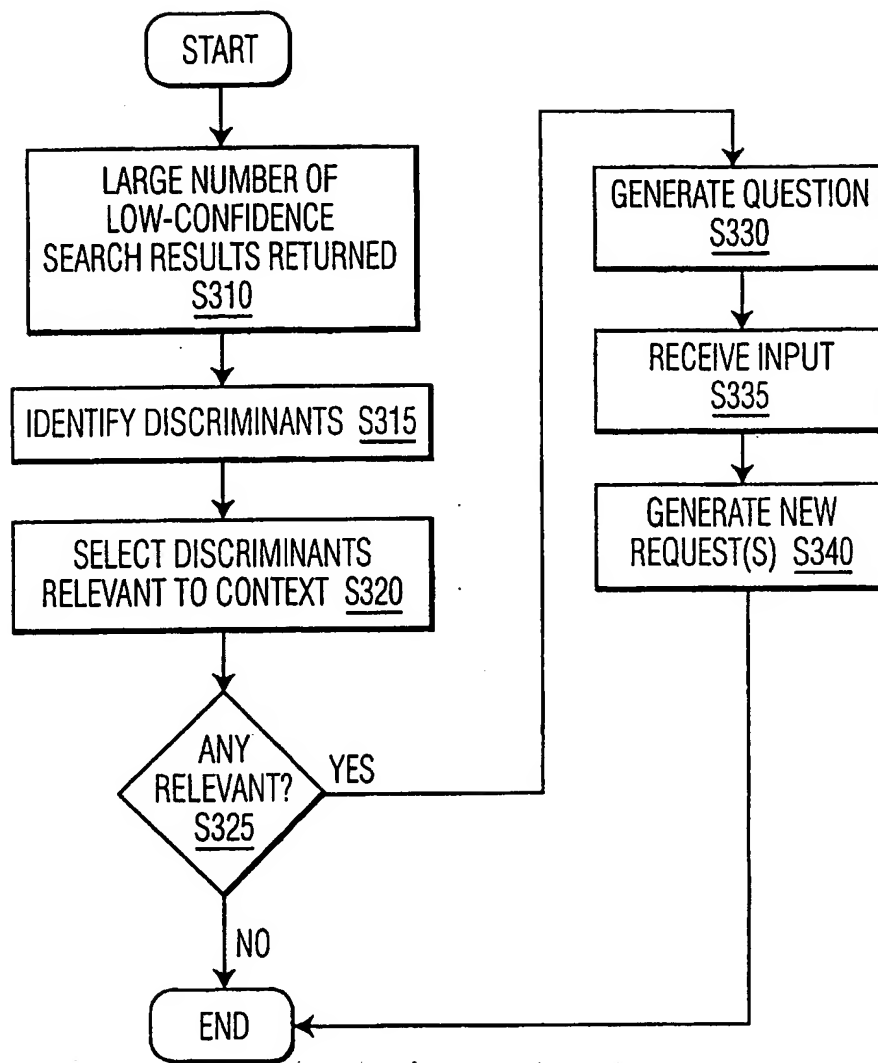 START
LARGE NUMBER OF
LOW-CONFIDENCE
SEARCH RESULTS RETURNED
S310
IDENTIFY DISCRIMINANTS S315
SELECT DISCRIMINANTS
RELEVANT TO CONTEXT S320
ANY
RELEVANT?
S325
YES
NO
END
GENERATE QUESTION
S330
RECEIVE INPUT
S335
GENERATE NEW
REQUEST(S) S340